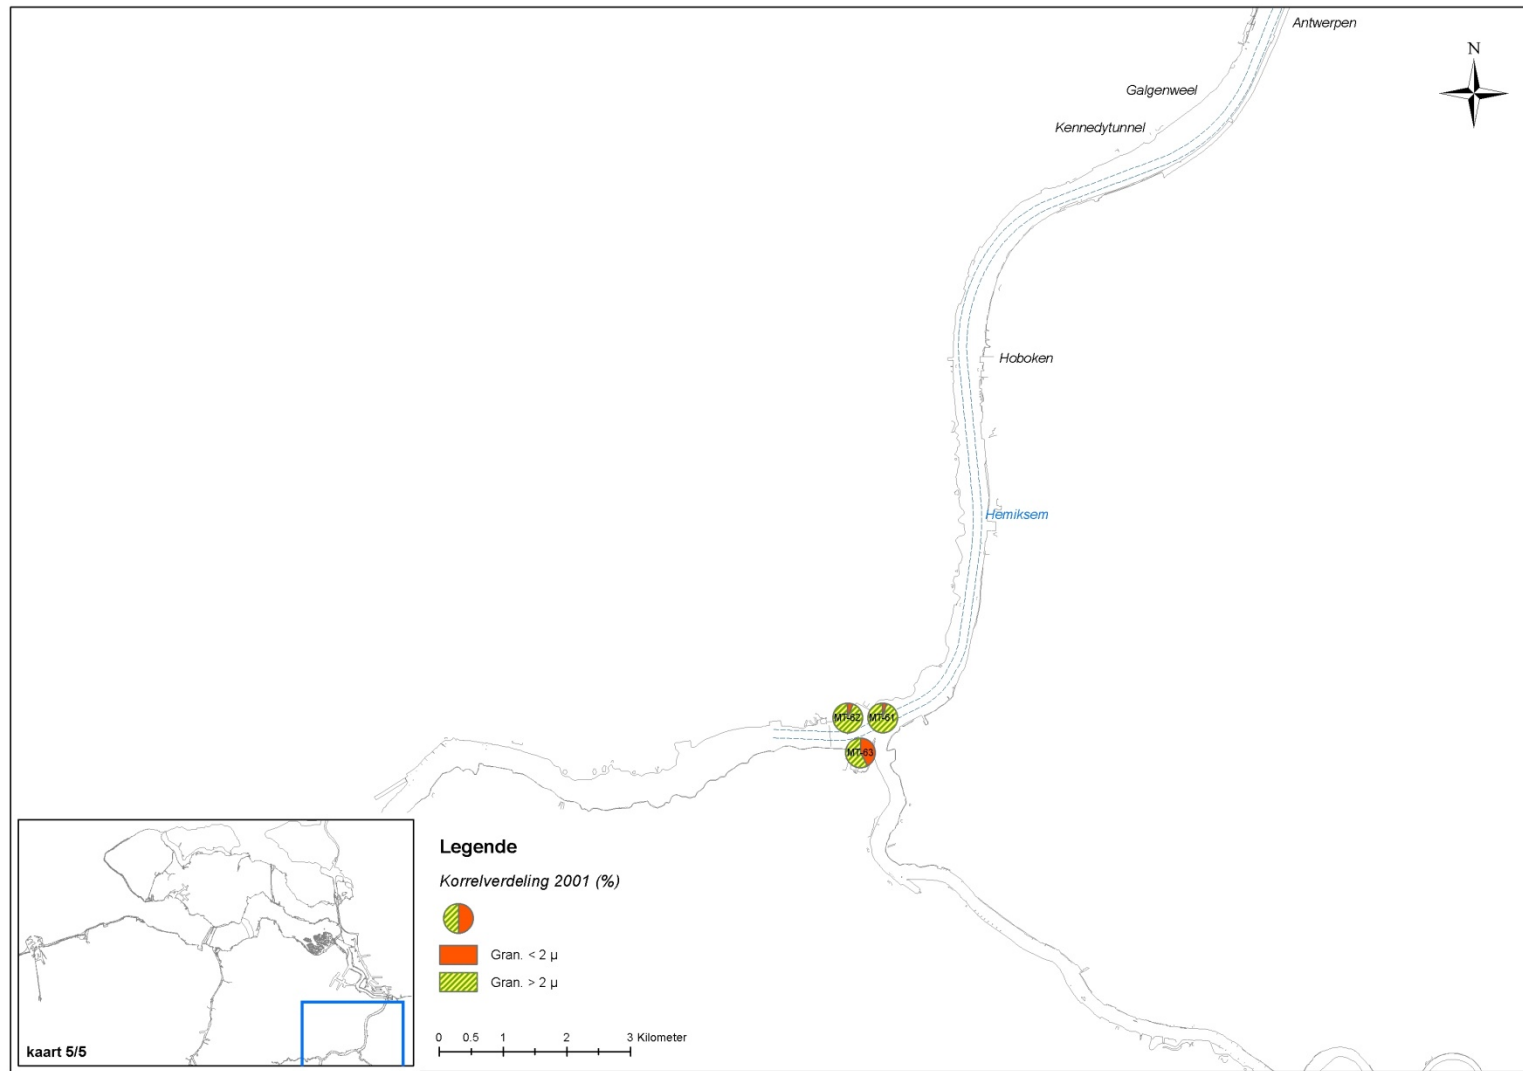 Antwerpen
N
Galgenweel
Kennedytunnel
Hoboken
Hemiksem
MT-62
MT-61
MT-63
Legende
Korrelverdeling 2001 (%)
Gran. < 2 µ
Gran. > 2 µ
0 0.5 1 2 3 Kilometer
kaart 5/5